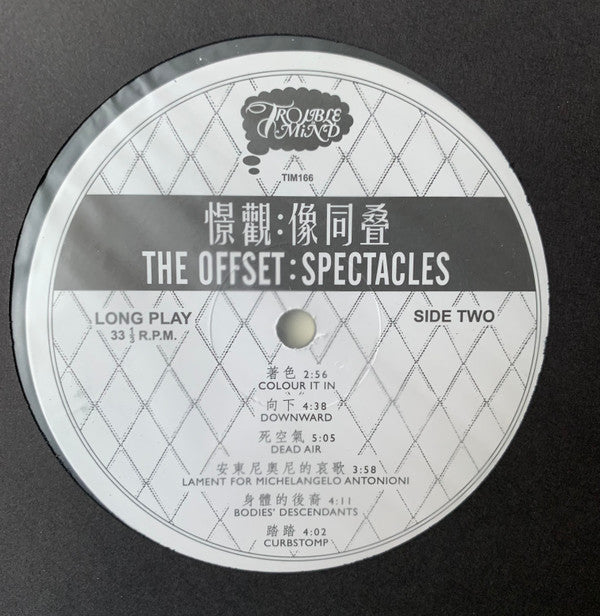 TROUBLE
IN MIND
TIM166
憬觀:像同叠
THE OFFSET: SPECTACLES
LONG PLAY
33 1/3 R.P.M.
SIDE TWO
著色 2:56
COLOUR IT IN
向下 4:38
DOWNWARD
死空氣 5:05
DEAD AIR
安東尼奧尼的哀歌 3:58
LAMENT FOR MICHELANGELO ANTONIONI
身體的後裔 4:11
BODIES' DESCENDANTS
踏踏 4:02
CURBSTOMP